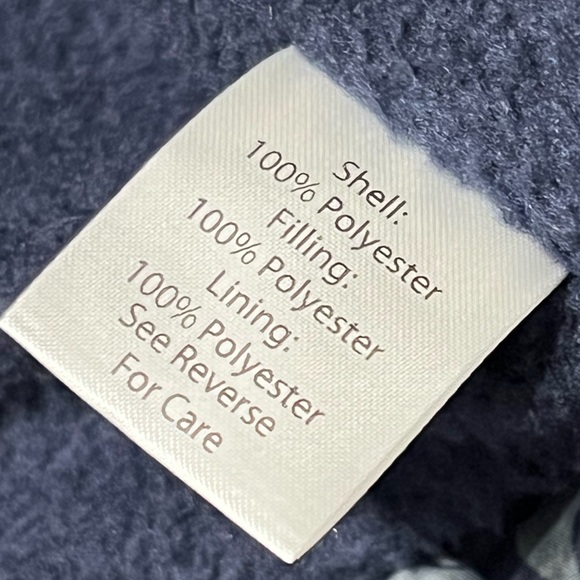 Shell:
100% Polyester
Filling:
100% Polyester
Lining:
100% Polyester
See Reverse
For Care